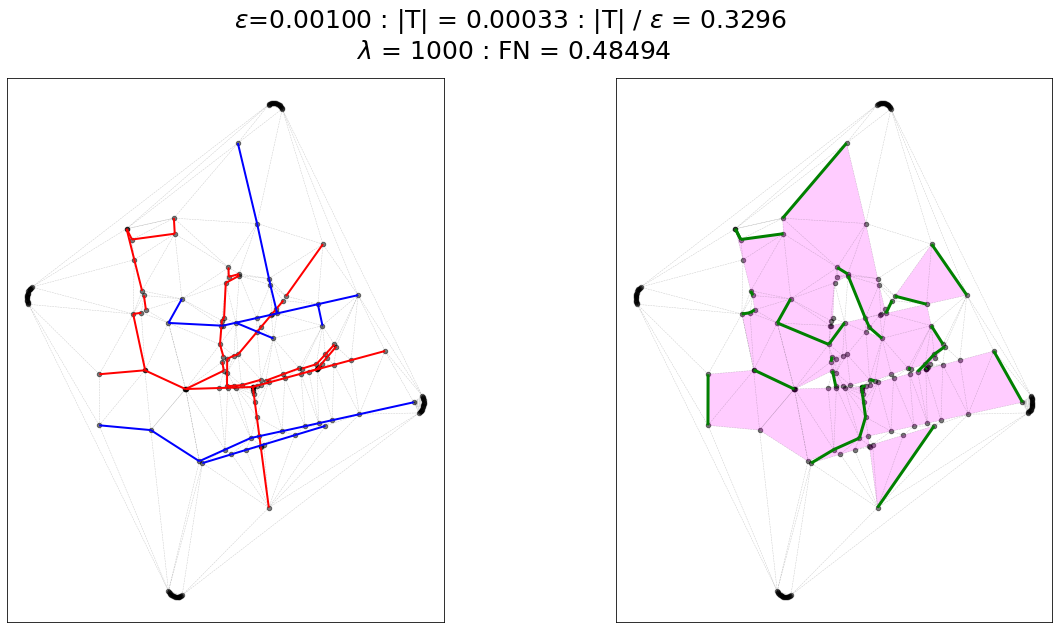 ε=0.00100 : |T| = 0.00033 : |T| / ε = 0.3296
λ = 1000 : FN = 0.48494